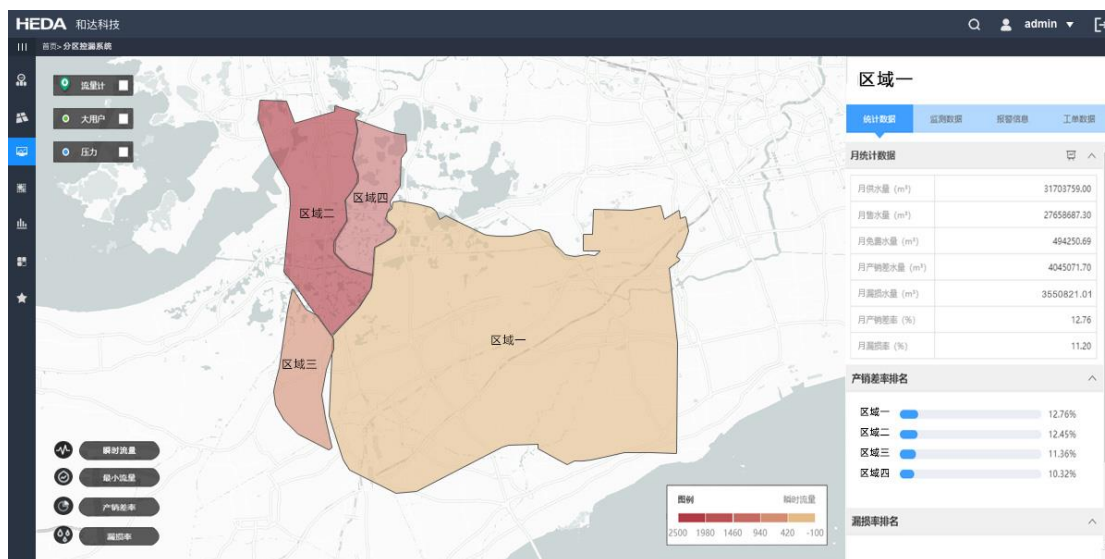 HEDA 和达科技
admin
首页>分区控漏系统
流量计
大用户
压力
区域二
区域四
区域一
区域三
瞬时流量
最小流量
产销差率
漏损率
图例 瞬时流量
2500 1980 1460 940 420 -100
区域一
统计数据 监测数据 报警信息 工单数据
月统计数据
月供水量 (m³) 31703759.00
月售水量 (m³) 27658687.30
月免漏水量 (m³) 494250.69
月产销差水量 (m³) 4045071.70
月漏损水量 (m³) 3550821.01
月产销差率 (%) 12.76
月漏损率 (%) 11.20
产销差率排名
区域一 12.76%
区域二 12.45%
区域三 11.36%
区域四 10.32%
漏损率排名